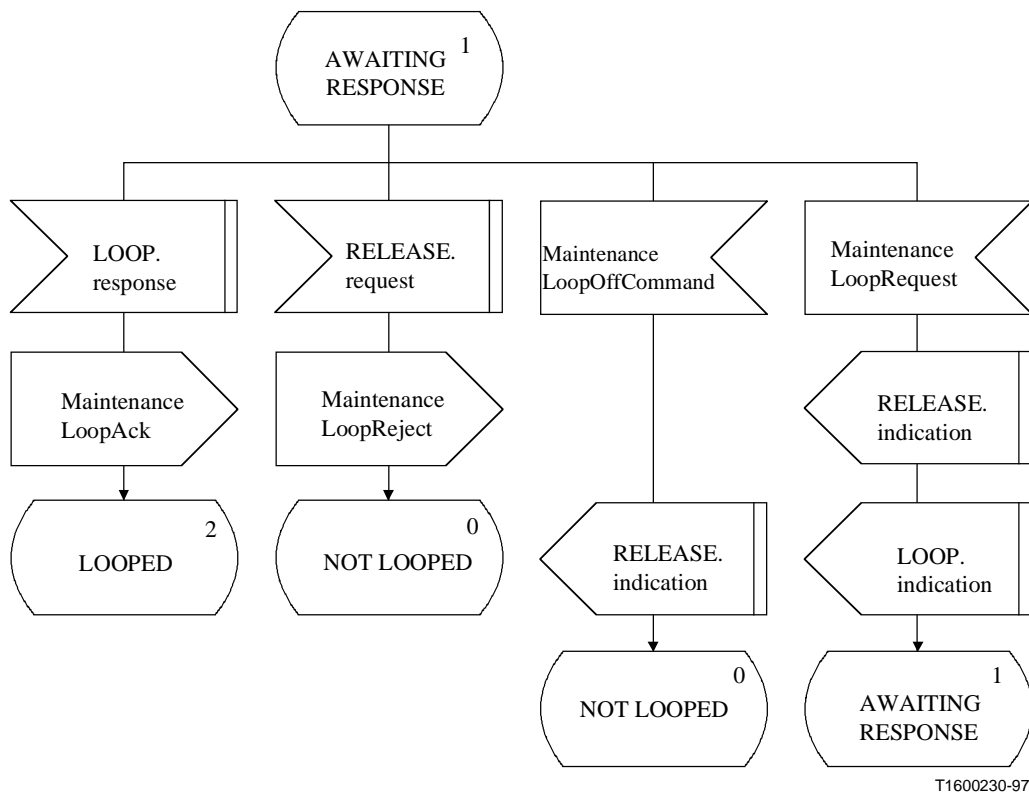 1
AWAITING
RESPONSE
LOOP.
response
RELEASE.
request
Maintenance
LoopOffCommand
Maintenance
LoopRequest
Maintenance
LoopAck
Maintenance
LoopReject
RELEASE.
indication
2
LOOPED
0
NOT LOOPED
RELEASE.
indication
LOOP.
indication
0
NOT LOOPED
1
AWAITING
RESPONSE
T1600230-97